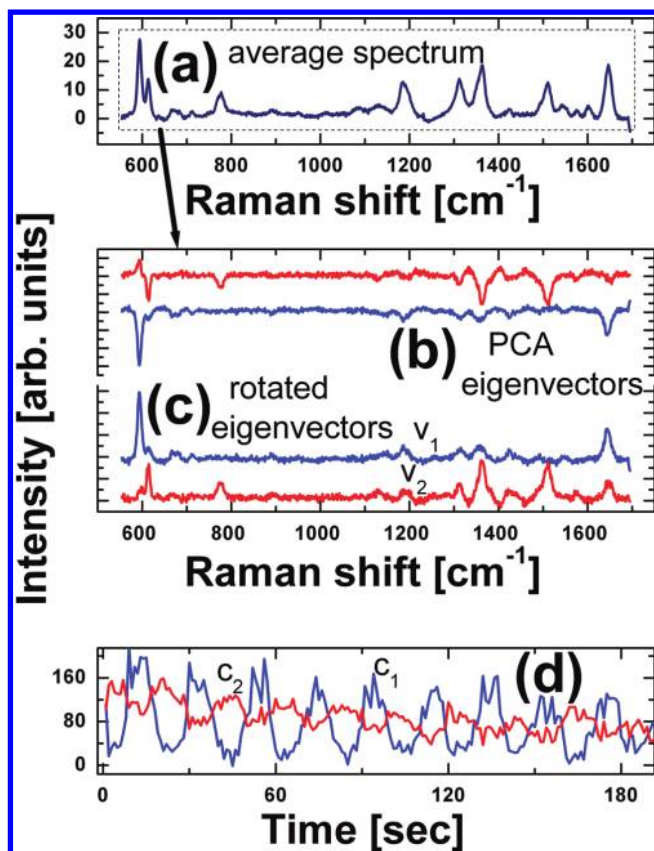 30
20
10
0
(a) average spectrum
600 800 1000 1200 1400 1600
Raman shift [cm⁻¹]
Intensity [arb. units]
(b) PCA
eigenvectors
(c) rotated
eigenvectors
v₁
v₂
600 800 1000 1200 1400 1600
Raman shift [cm⁻¹]
160
80
0
c₂ c₁ (d)
0 60 120 180
Time [sec]